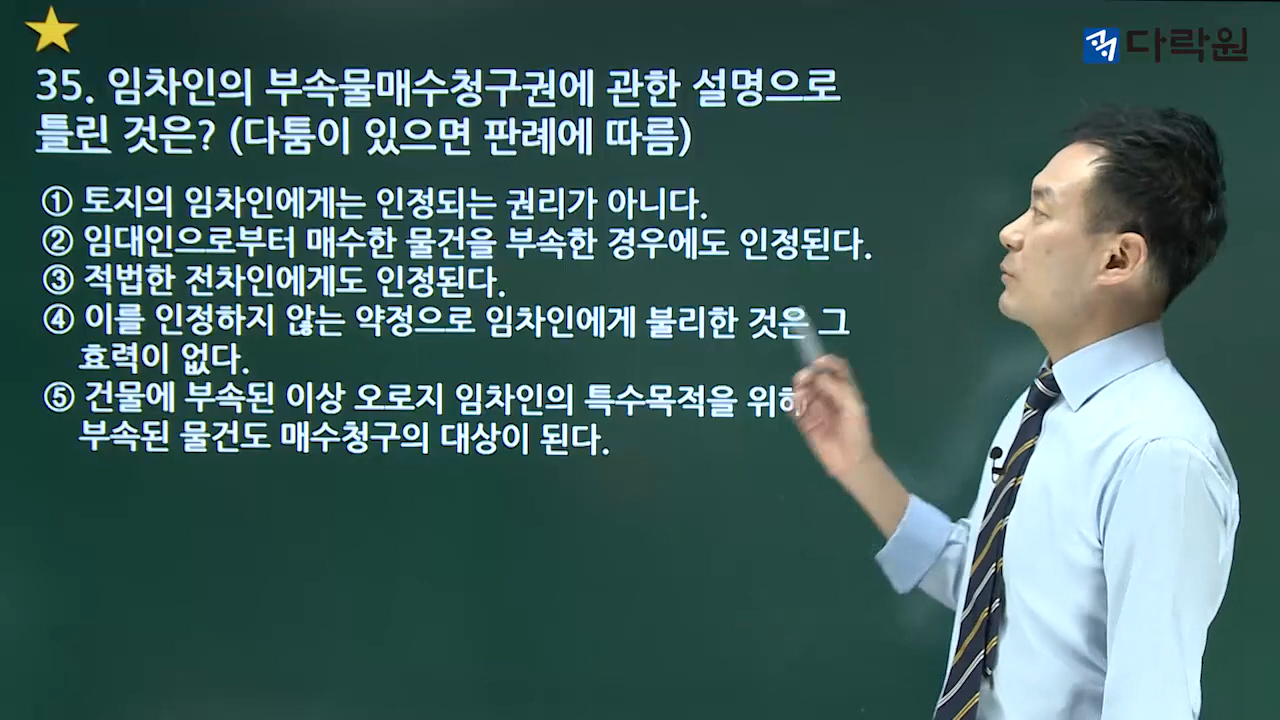 다락원
35. 임차인의 부속물매수청구권에 관한 설명으로
틀린 것은? (다툼이 있으면 판례에 따름)
① 토지의 임차인에게는 인정되는 권리가 아니다.
② 임대인으로부터 매수한 물건을 부속한 경우에도 인정된다.
③ 적법한 전차인에게도 인정된다.
④ 이를 인정하지 않는 약정으로 임차인에게 불리한 것은 그
효력이 없다.
⑤ 건물에 부속된 이상 오로지 임차인의 특수목적을 위해
부속된 물건도 매수청구의 대상이 된다.